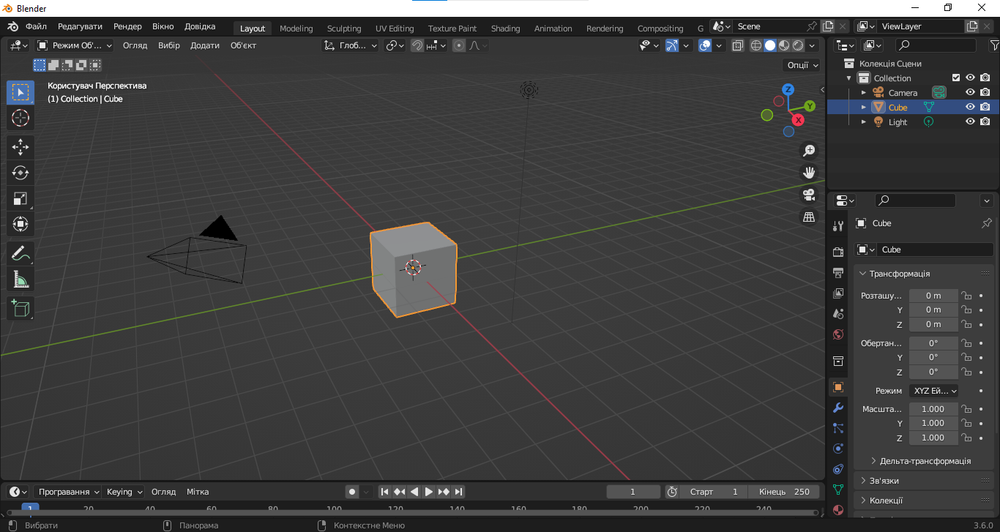 Blender
Файл Редагувати Рендер Вікно Довідка Layout Modeling Sculpting UV Editing Texture Paint Shading Animation Rendering Compositing G Scene ViewLayer
Режим Об'... Огляд Вибір Додати Об'єкт Глоб...
Опції
Користувач Перспектива
(1) Collection | Cube
Z
Y
X
Колекція Сцени
Collection
Camera
Cube
Light
Cube
Cube
Трансформація
Розташу... 0 m
Y 0 m
Z 0 m
Обертан... 0°
Y 0°
Z 0°
Режим XYZ Ей...
Масшта... 1.000
Y 1.000
Z 1.000
Дельта-трансформація
Зв'язки
Колекції
Програвання Keying Огляд Мітка 1 Старт 1 Кінець 250
1 20 40 60 80 100 120 140 160 180 200 220 240
Вибрати Панорама Контекстне Меню 3.6.0